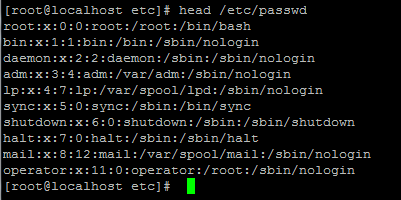 [root@localhost etc]# head /etc/passwd
root:x:0:0:root:/root:/bin/bash
bin:x:1:1:bin:/bin:/sbin/nologin
daemon:x:2:2:daemon:/sbin:/sbin/nologin
adm:x:3:4:adm:/var/adm:/sbin/nologin
lp:x:4:7:lp:/var/spool/lpd:/sbin/nologin
sync:x:5:0:sync:/sbin:/bin/sync
shutdown:x:6:0:shutdown:/sbin:/sbin/shutdown
halt:x:7:0:halt:/sbin:/sbin/halt
mail:x:8:12:mail:/var/spool/mail:/sbin/nologin
operator:x:11:0:operator:/root:/sbin/nologin
[root@localhost etc]#